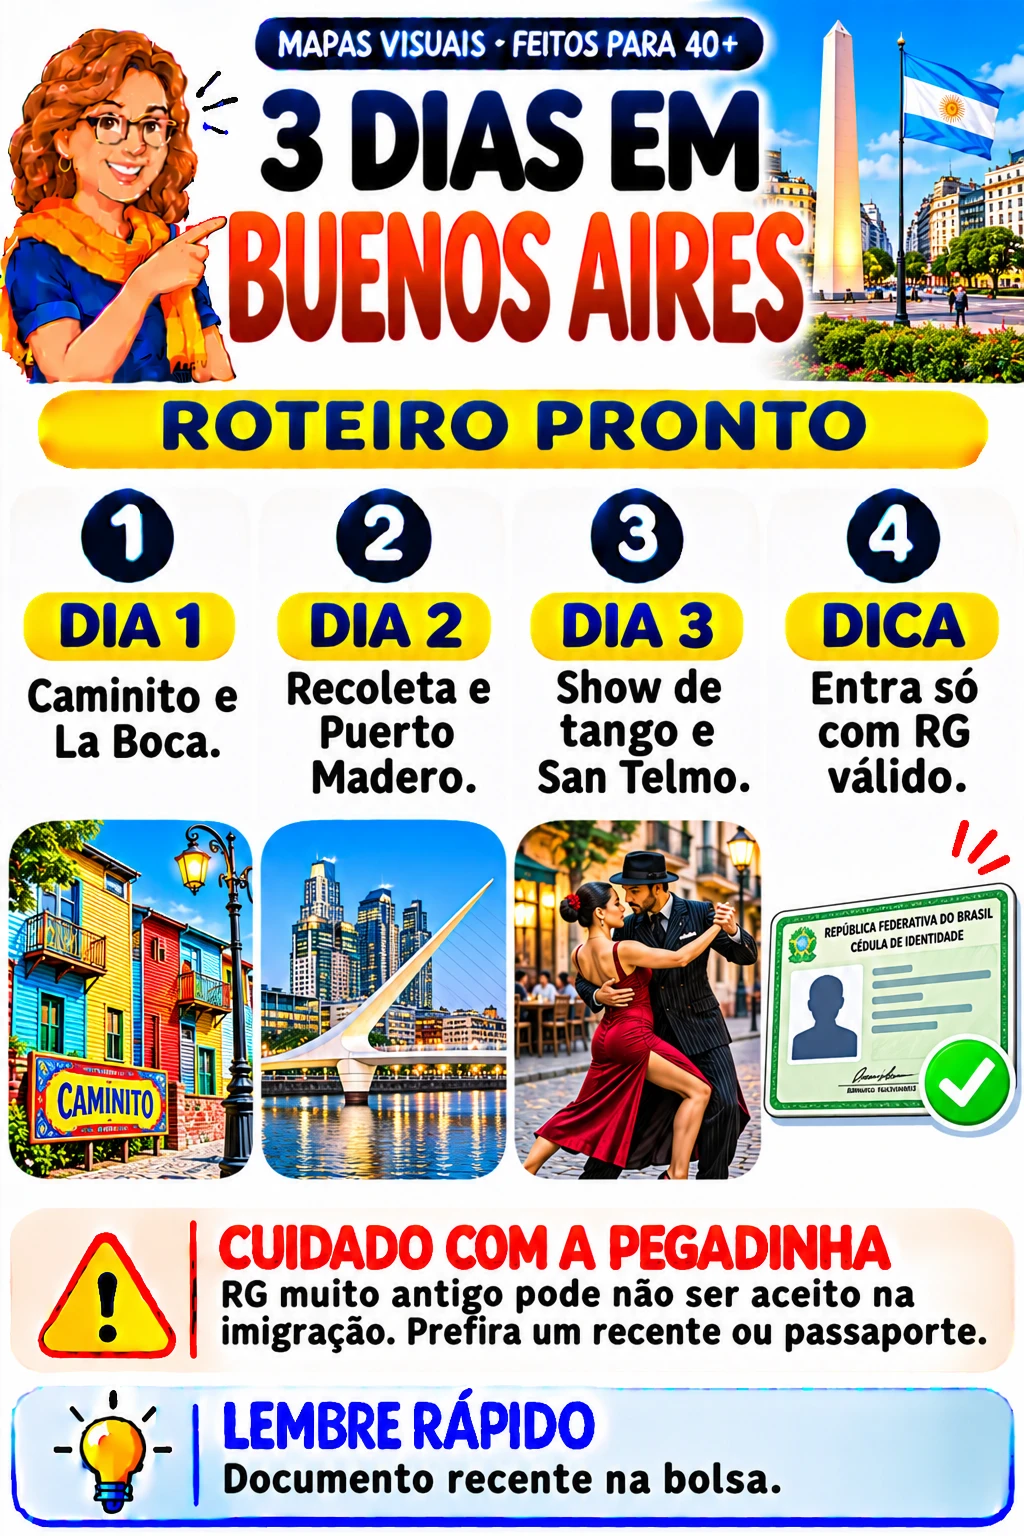 MAPAS VISUAIS • FEITOS PARA 40+
3 DIAS EM
BUENOS AIRES
ROTEIRO PRONTO
1
DIA 1
Caminito e
La Boca.
2
DIA 2
Recoleta e
Puerto
Madero.
3
DIA 3
Show de
tango e
San Telmo.
4
DICA
Entra só
com RG
válido.
CAMINITO
REPÚBLICA FEDERATIVA DO BRASIL
CÉDULA DE IDENTIDADE
CUIDADO COM A PEGADINHA
RG muito antigo pode não ser aceito na
imigração. Prefira um recente ou passaporte.
LEMBRE RÁPIDO
Documento recente na bolsa.